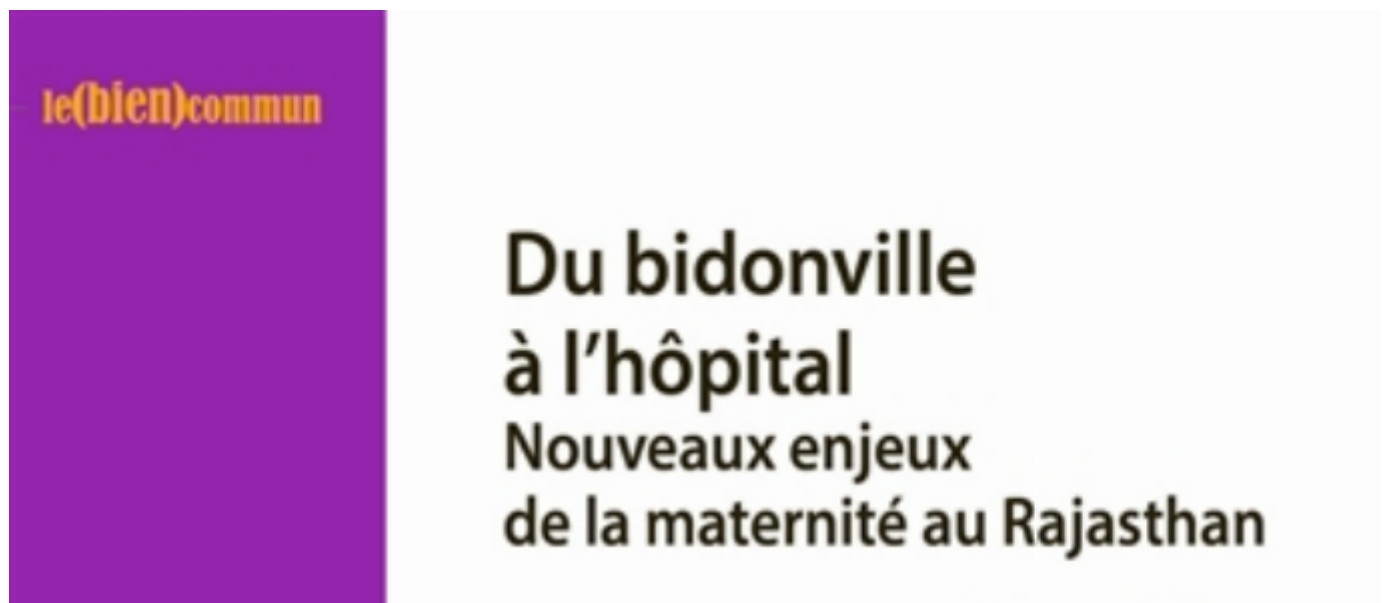 le(bien)commun
Du bidonville
à l’hôpital
Nouveaux enjeux
de la maternité au Rajasthan